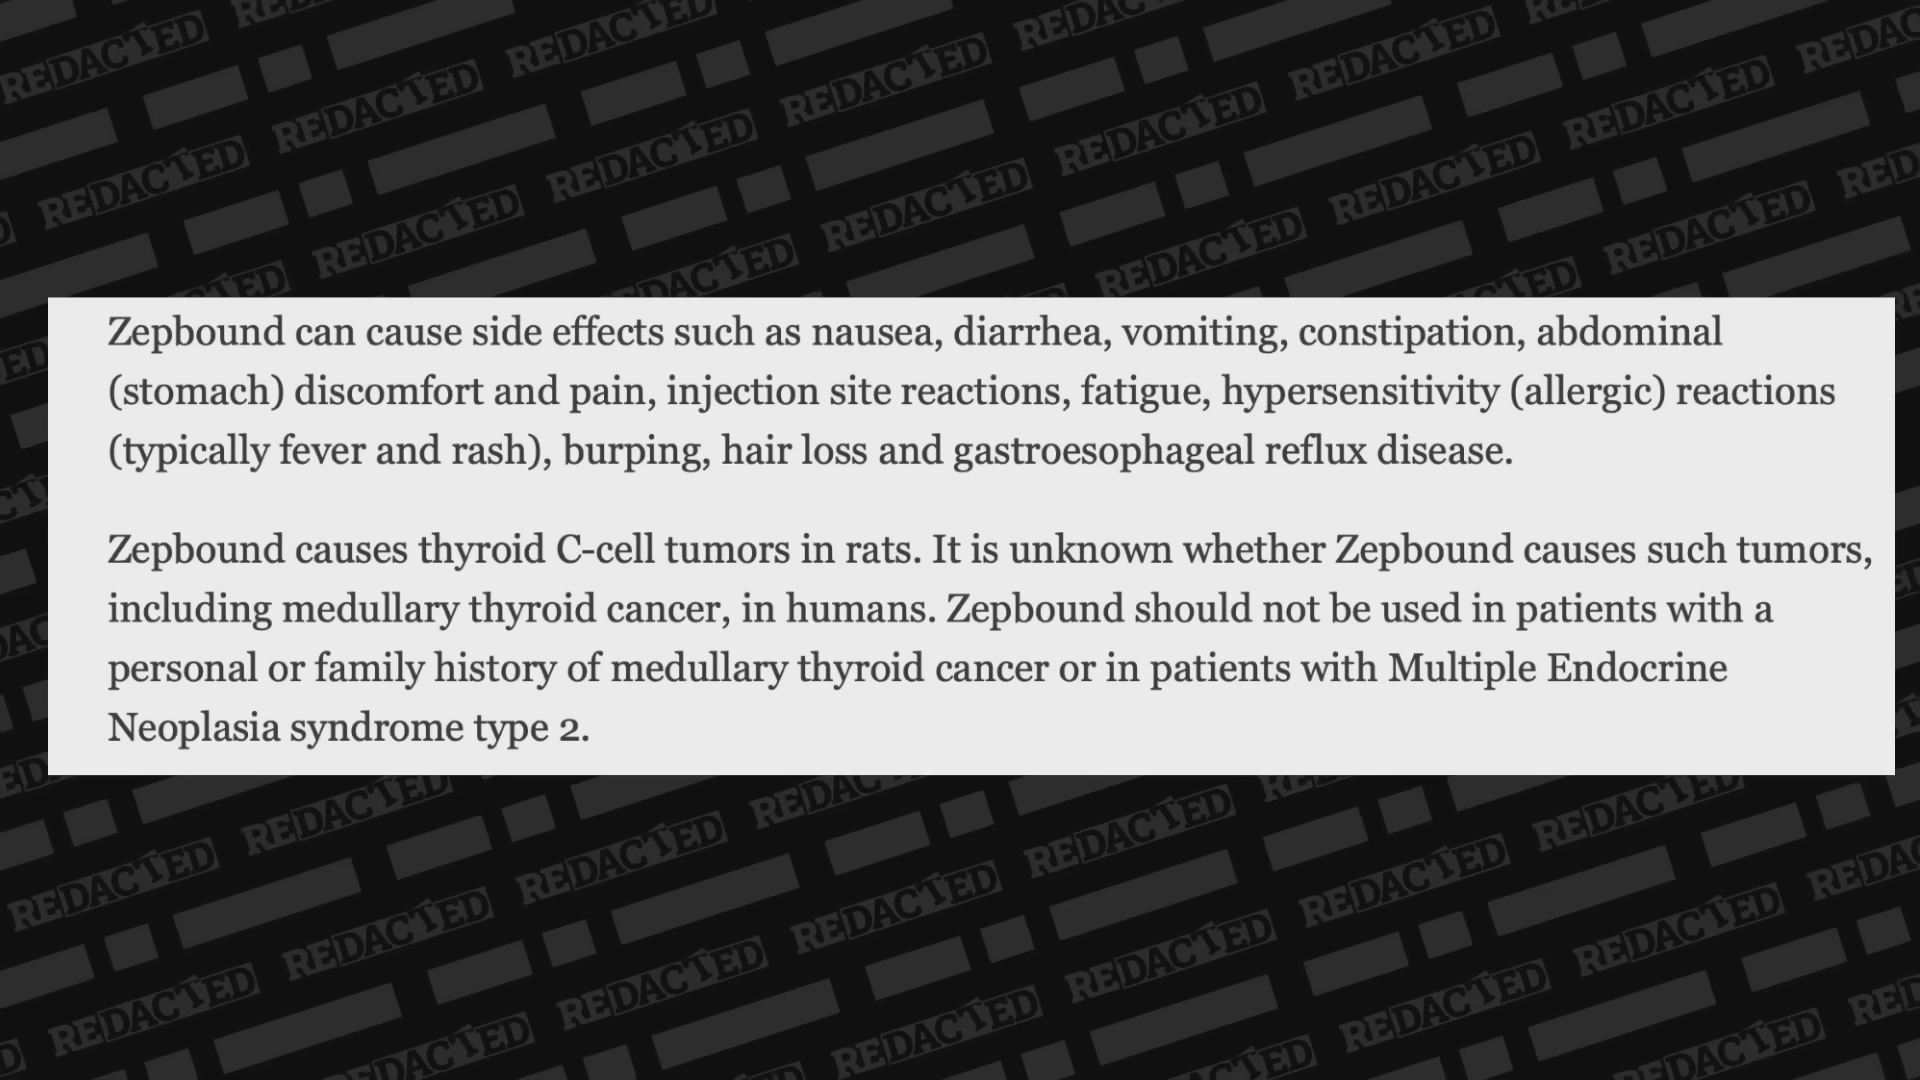 Zepbound can cause side effects such as nausea, diarrhea, vomiting, constipation, abdominal
(stomach) discomfort and pain, injection site reactions, fatigue, hypersensitivity (allergic) reactions
(typically fever and rash), burping, hair loss and gastroesophageal reflux disease.
Zepbound causes thyroid C-cell tumors in rats. It is unknown whether Zepbound causes such tumors,
including medullary thyroid cancer, in humans. Zepbound should not be used in patients with a
personal or family history of medullary thyroid cancer or in patients with Multiple Endocrine
Neoplasia syndrome type 2.